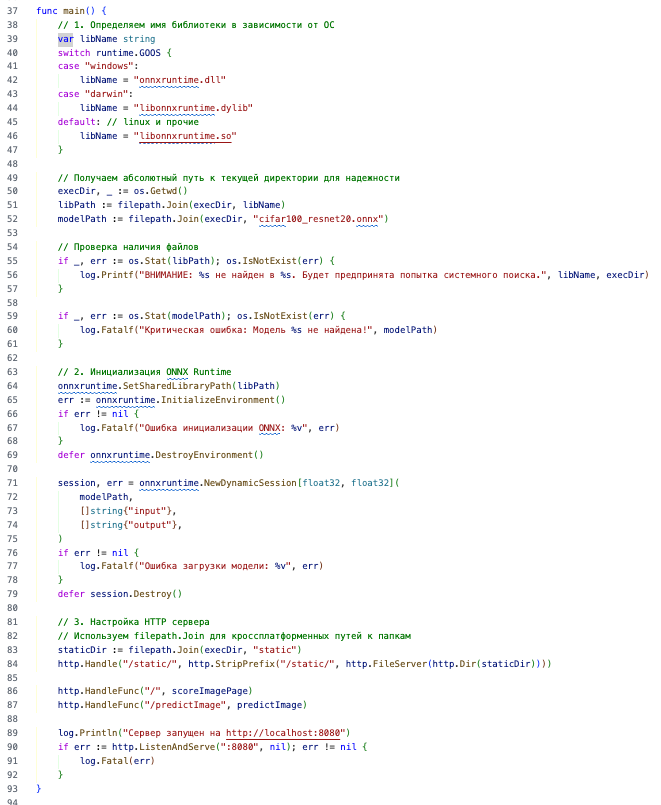 37 func main() {
38 // 1. Определяем имя библиотеки в зависимости от ОС
39 var libName string
40 switch runtime.GOOS {
41 case "windows":
42 libName = "onnxruntime.dll"
43 case "darwin":
44 libName = "libonnxruntime.dylib"
45 default: // linux и прочие
46 libName = "libonnxruntime.so"
47 }
48
49 // Получаем абсолютный путь к текущей директории для надежности
50 execDir, _ := os.Getwd()
51 libPath := filepath.Join(execDir, libName)
52 modelPath := filepath.Join(execDir, "cifar100_resnet20.onnx")
53
54 // Проверка наличия файлов
55 if _, err := os.Stat(libPath); os.IsNotExist(err) {
56 log.Printf("ВНИМАНИЕ: %s не найден в %s. Будет предпринята попытка системного поиска.", libName, execDir)
57 }
58
59 if _, err := os.Stat(modelPath); os.IsNotExist(err) {
60 log.Fatalf("Критическая ошибка: Модель %s не найдена!", modelPath)
61 }
62
63 // 2. Инициализация ONNX Runtime
64 onnxruntime.SetSharedLibraryPath(libPath)
65 err := onnxruntime.InitializeEnvironment()
66 if err != nil {
67 log.Fatalf("Ошибка инициализации ONNX: %v", err)
68 }
69 defer onnxruntime.DestroyEnvironment()
70
71 session, err = onnxruntime.NewDynamicSession[float32, float32](
72 modelPath,
73 []string{"input"},
74 []string{"output"},
75 )
76 if err != nil {
77 log.Fatalf("Ошибка загрузки модели: %v", err)
78 }
79 defer session.Destroy()
80
81 // 3. Настройка HTTP сервера
82 // Используем filepath.Join для кроссплатформенных путей к папкам
83 staticDir := filepath.Join(execDir, "static")
84 http.Handle("/static/", http.StripPrefix("/static/", http.FileServer(http.Dir(staticDir))))
85
86 http.HandleFunc("/", scoreImagePage)
87 http.HandleFunc("/predictImage", predictImage)
88
89 log.Println("Сервер запущен на http://localhost:8080")
90 if err := http.ListenAndServe(":8080", nil); err != nil {
91 log.Fatal(err)
92 }
93 }
94